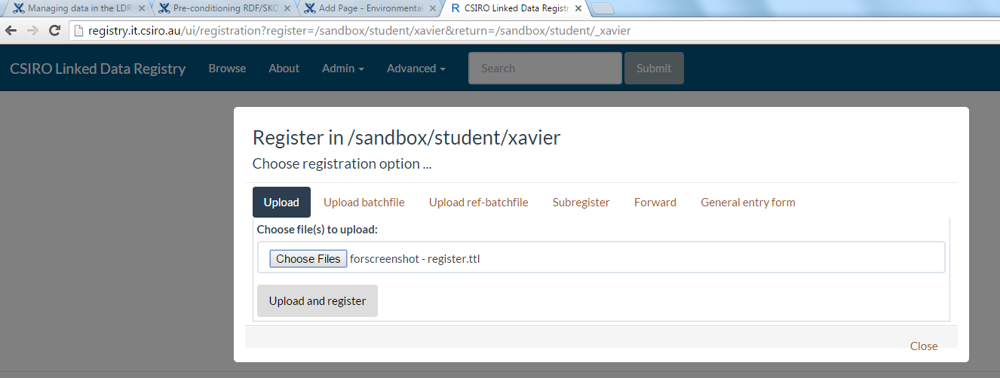 Managing data in the LDR
Pre-conditioning RDF/SKO
Add Page - Environmental
CSIRO Linked Data Registr
registry.it.csiro.au/ui/registration?register=/sandbox/student/xavier&return=/sandbox/student/_xavier
CSIRO Linked Data Registry Browse About Admin Advanced Search Submit
Register in /sandbox/student/xavier
Choose registration option ...
Upload Upload batchfile Upload ref-batchfile Subregister Forward General entry form
Choose file(s) to upload:
Choose Files forscreenshot - register.ttl
Upload and register
Close